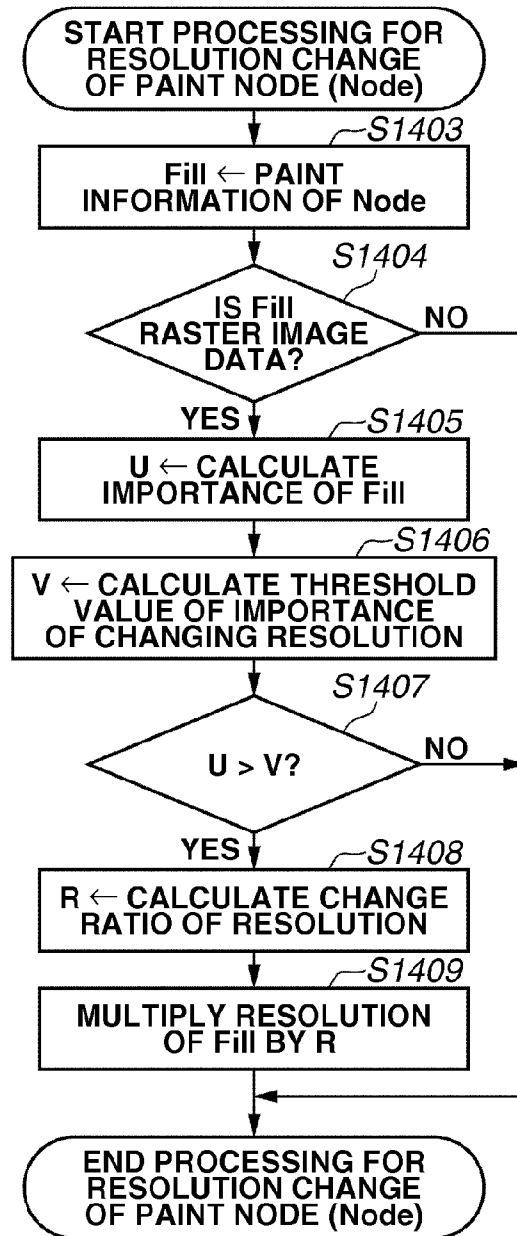 START PROCESSING FOR
RESOLUTION CHANGE
OF PAINT NODE (Node)
S1403
Fill ← PAINT
INFORMATION OF Node
S1404
IS Fill
RASTER IMAGE
DATA?
NO
YES
S1405
U ← CALCULATE
IMPORTANCE OF Fill
S1406
V ← CALCULATE THRESHOLD
VALUE OF IMPORTANCE
OF CHANGING RESOLUTION
S1407
U > V?
NO
YES
S1408
R ← CALCULATE CHANGE
RATIO OF RESOLUTION
S1409
MULTIPLY RESOLUTION
OF Fill BY R
END PROCESSING FOR
RESOLUTION CHANGE
OF PAINT NODE (Node)